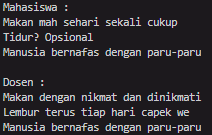 Mahasiswa :
Makan mah sehari sekali cukup
Tidur? Opsional
Manusia bernafas dengan paru-paru

Dosen :
Makan dengan nikmat dan dinikmati
Lembur terus tiap hari capek we
Manusia bernafas dengan paru-paru